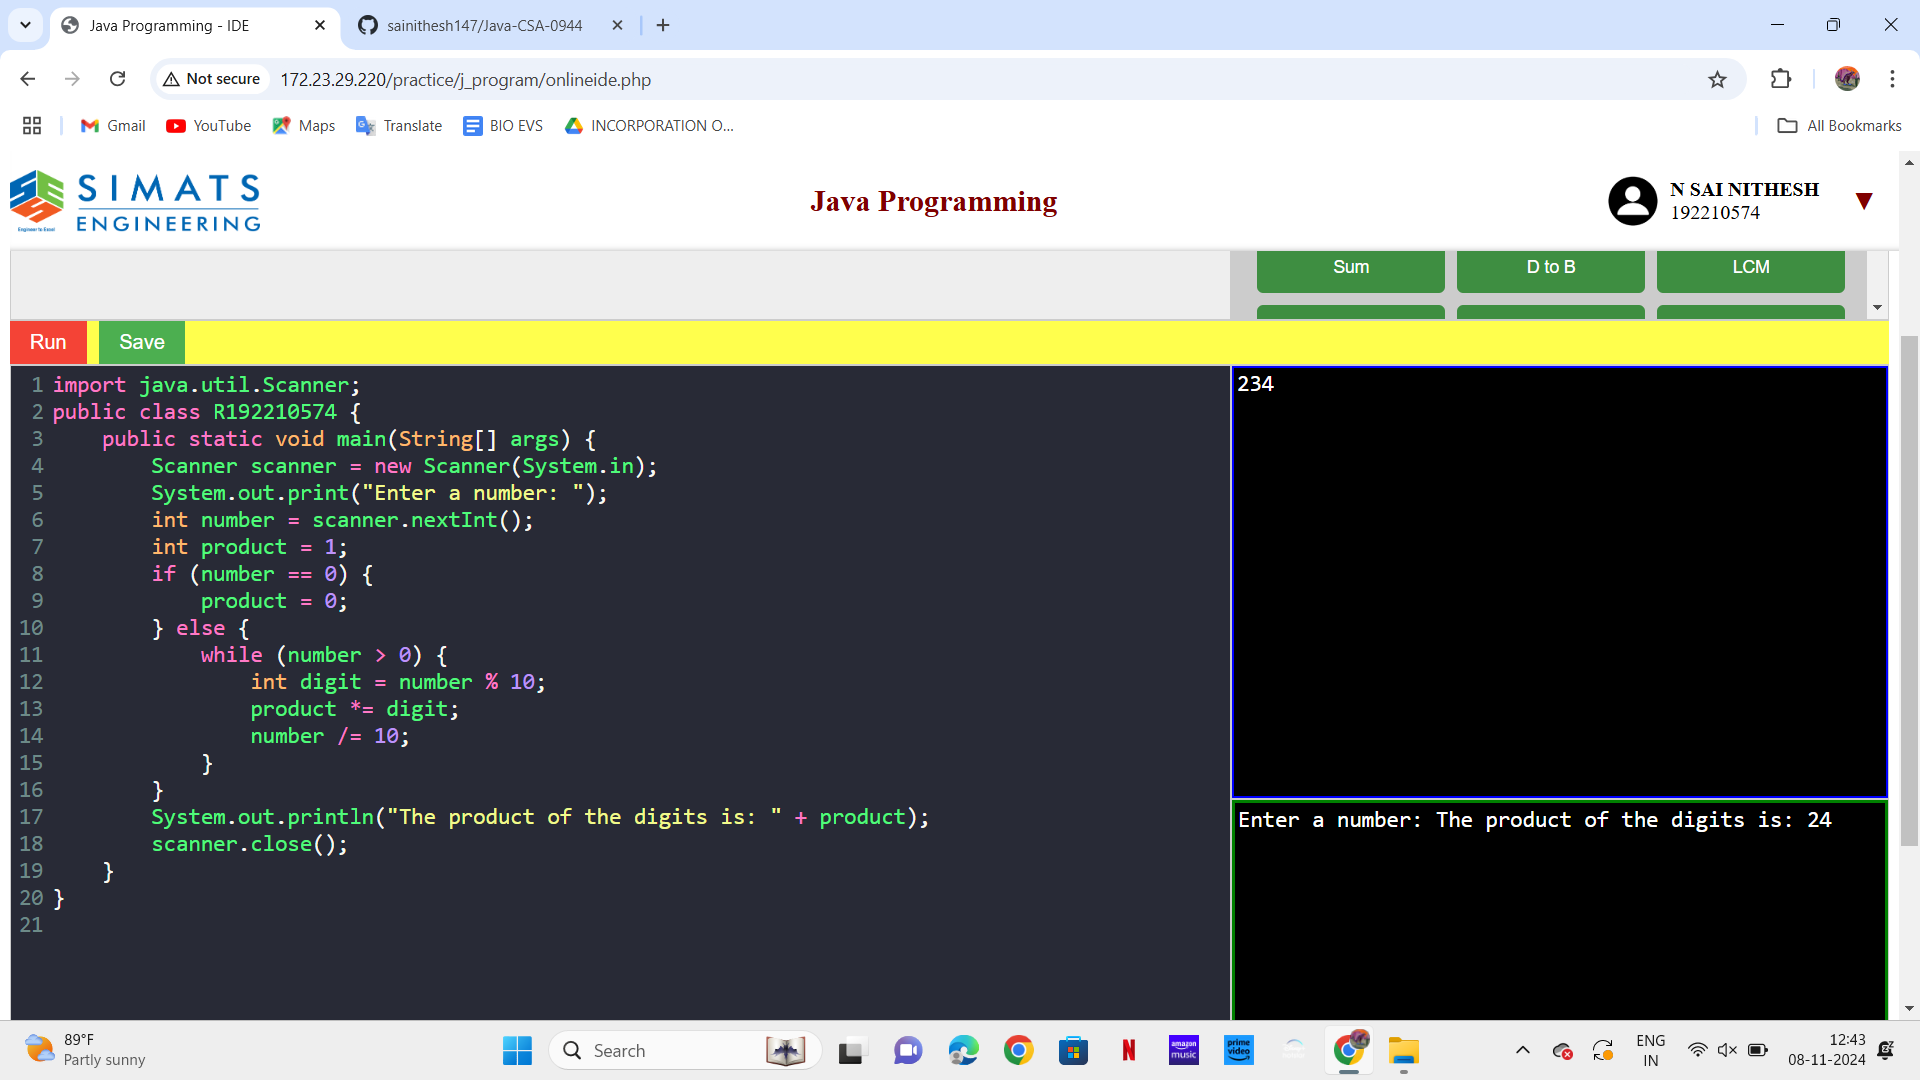 Java Programming - IDE
sainithesh147/Java-CSA-0944
Not secure
172.23.29.220/practice/j_program/onlineide.php
Gmail
YouTube
Maps
Translate
BIO EVS
INCORPORATION O...
All Bookmarks
SIMATS
ENGINEERING
Engineer to Excel
Java Programming
N SAI NITHESH
192210574
Sum
D to B
LCM
Run
Save
1 import java.util.Scanner;
2 public class R192210574 {
3     public static void main(String[] args) {
4         Scanner scanner = new Scanner(System.in);
5         System.out.print("Enter a number: ");
6         int number = scanner.nextInt();
7         int product = 1;
8         if (number == 0) {
9             product = 0;
10         } else {
11             while (number > 0) {
12                 int digit = number % 10;
13                 product *= digit;
14                 number /= 10;
15             }
16         }
17         System.out.println("The product of the digits is: " + product);
18         scanner.close();
19     }
20 }
21
234
Enter a number: The product of the digits is: 24
89°F
Partly sunny
Search
N
amazon
music
prime
video
ENG
IN
12:43
08-11-2024